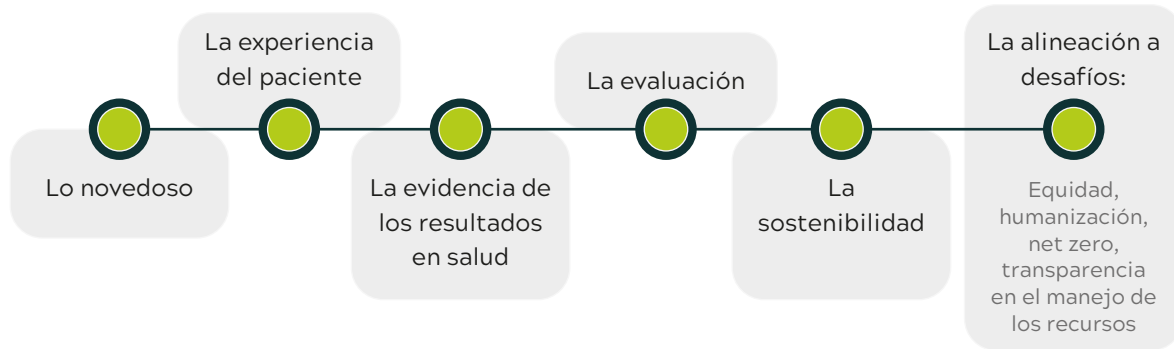 Lo novedoso
La experiencia
del paciente
La evidencia de
los resultados
en salud
La evaluación
La
sostenibilidad
La alineación a
desafíos:
Equidad,
humanización,
net zero,
transparencia
en el manejo de
los recursos